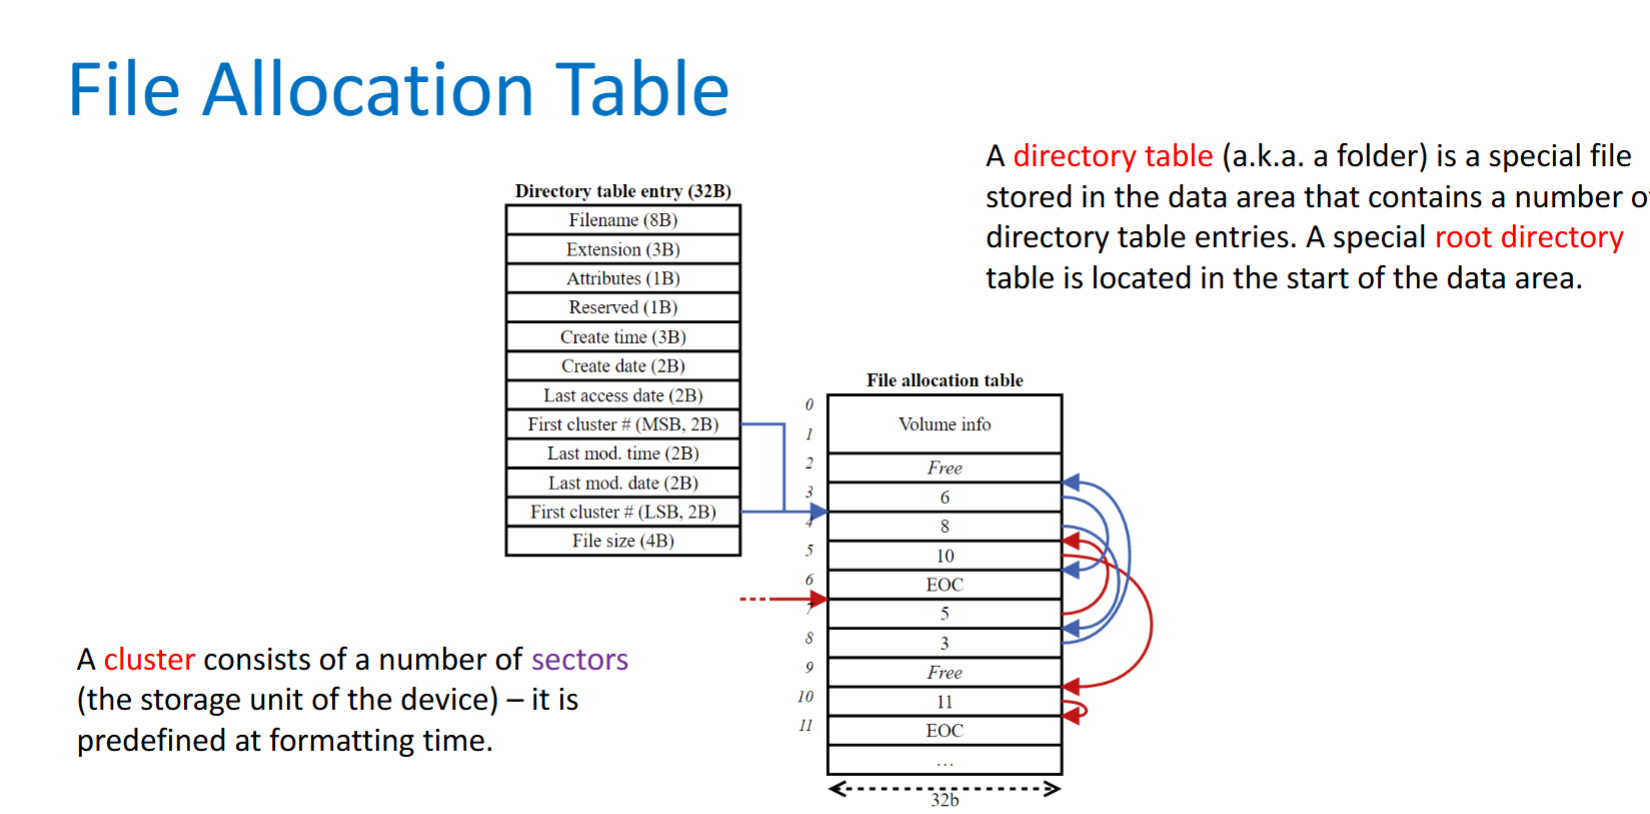 File Allocation Table
A directory table (a.k.a. a folder) is a special file
stored in the data area that contains a number o
directory table entries. A special root directory
table is located in the start of the data area.
Directory table entry (32B)
Filename (8B)
Extension (3B)
Attributes (1B)
Reserved (1B)
Create time (3B)
Create date (2B)
Last access date (2B)
First cluster # (MSB, 2B)
Last mod. time (2B)
Last mod. date (2B)
First cluster # (LSB, 2B)
File size (4B)
File allocation table
0
1 Volume info
2 Free
3 6
4 8
5 10
6 EOC
7 5
8 3
9 Free
10 11
11 EOC
...
32b
A cluster consists of a number of sectors
(the storage unit of the device) – it is
predefined at formatting time.